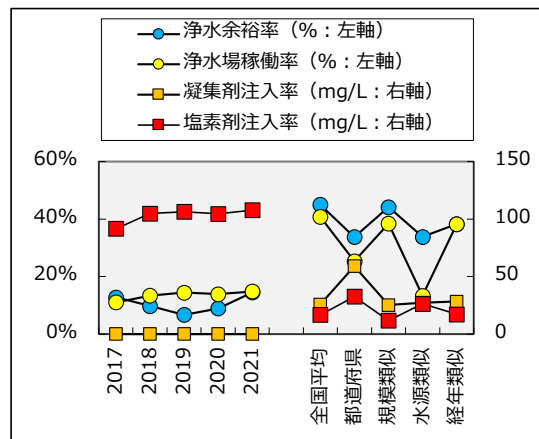 浄水余裕率（%：左軸）
浄水場稼働率（%：左軸）
凝集剤注入率（mg/L：右軸）
塩素剤注入率（mg/L：右軸）
60%
40%
20%
0%
150
100
50
0
2017
2018
2019
2020
2021
全国平均
都道府県
規模類似
水源類似
経年類似